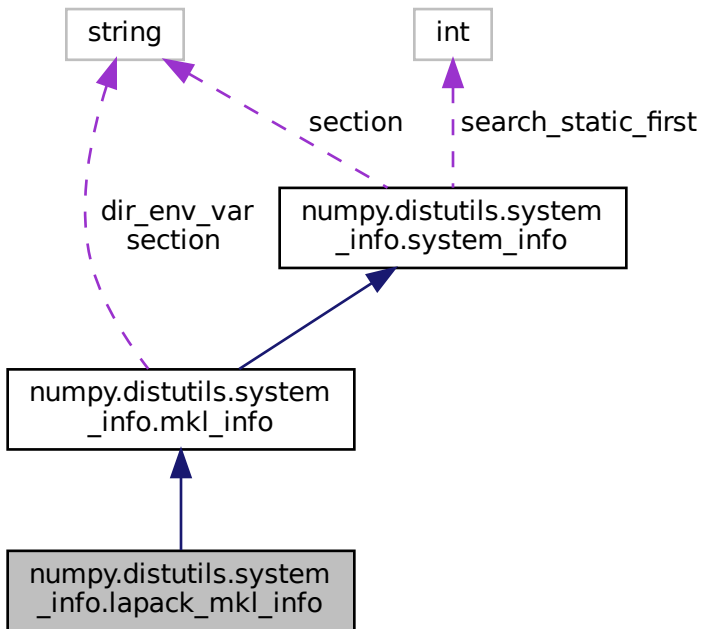 string
int
section
search_static_first
dir_env_var
section
numpy.distutils.system
_info.system_info
numpy.distutils.system
_info.mkl_info
numpy.distutils.system
_info.lapack_mkl_info